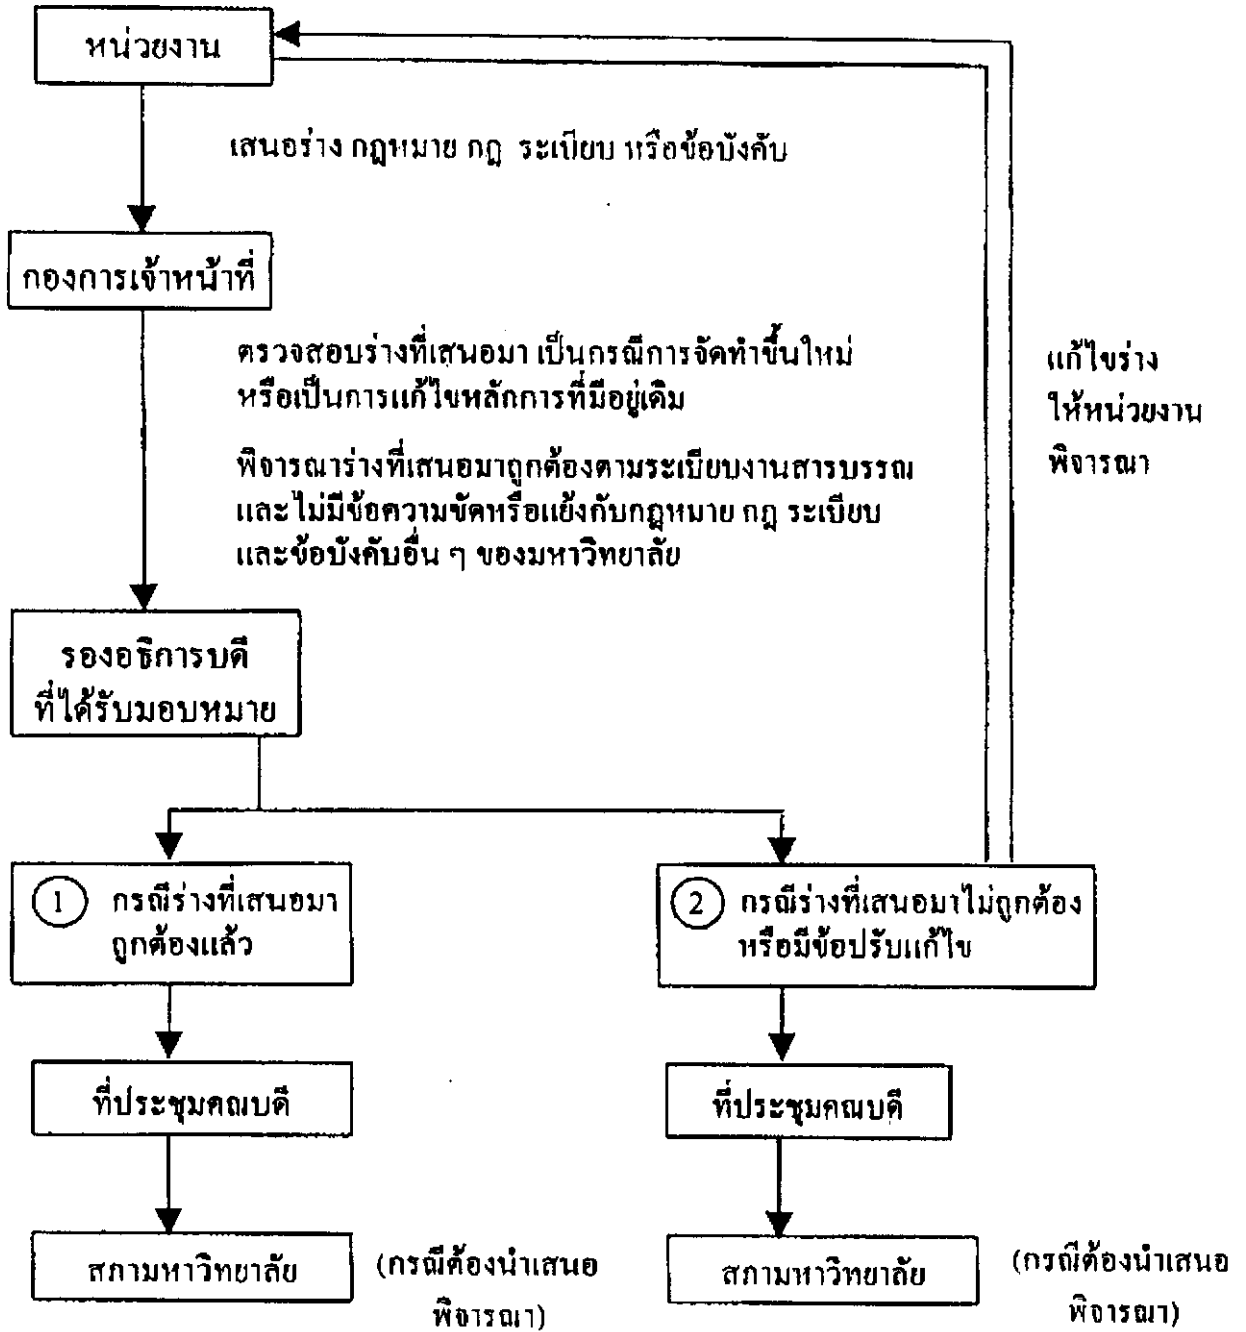 หน่วยงาน
เสนอร่าง กฎหมาย กฎ ระเบียบ หรือข้อบังคับ
กองการเจ้าหน้าที่
ตรวจสอบร่างที่เสนอมา เป็นกรณีการจัดทำขึ้นใหม่
หรือเป็นการแก้ไขหลักการที่มีอยู่เดิม
แก้ไขร่าง
ให้หน่วยงาน
พิจารณา
พิจารณาร่างที่เสนอมาถูกต้องตามระเบียบงานสารบรรณ
และไม่มีข้อความขัดหรือแย้งกับกฎหมาย กฎ ระเบียบ
และข้อบังคับอื่น ๆ ของมหาวิทยาลัย
รองอธิการบดี
ที่ได้รับมอบหมาย
1 กรณีร่างที่เสนอมา
ถูกต้องแล้ว
2 กรณีร่างที่เสนอมาไม่ถูกต้อง
หรือมีข้อปรับแก้ไข
ที่ประชุมคณบดี
ที่ประชุมคณบดี
สภามหาวิทยาลัย
(กรณีต้องนำเสนอ
พิจารณา)
สภามหาวิทยาลัย
(กรณีต้องนำเสนอ
พิจารณา)